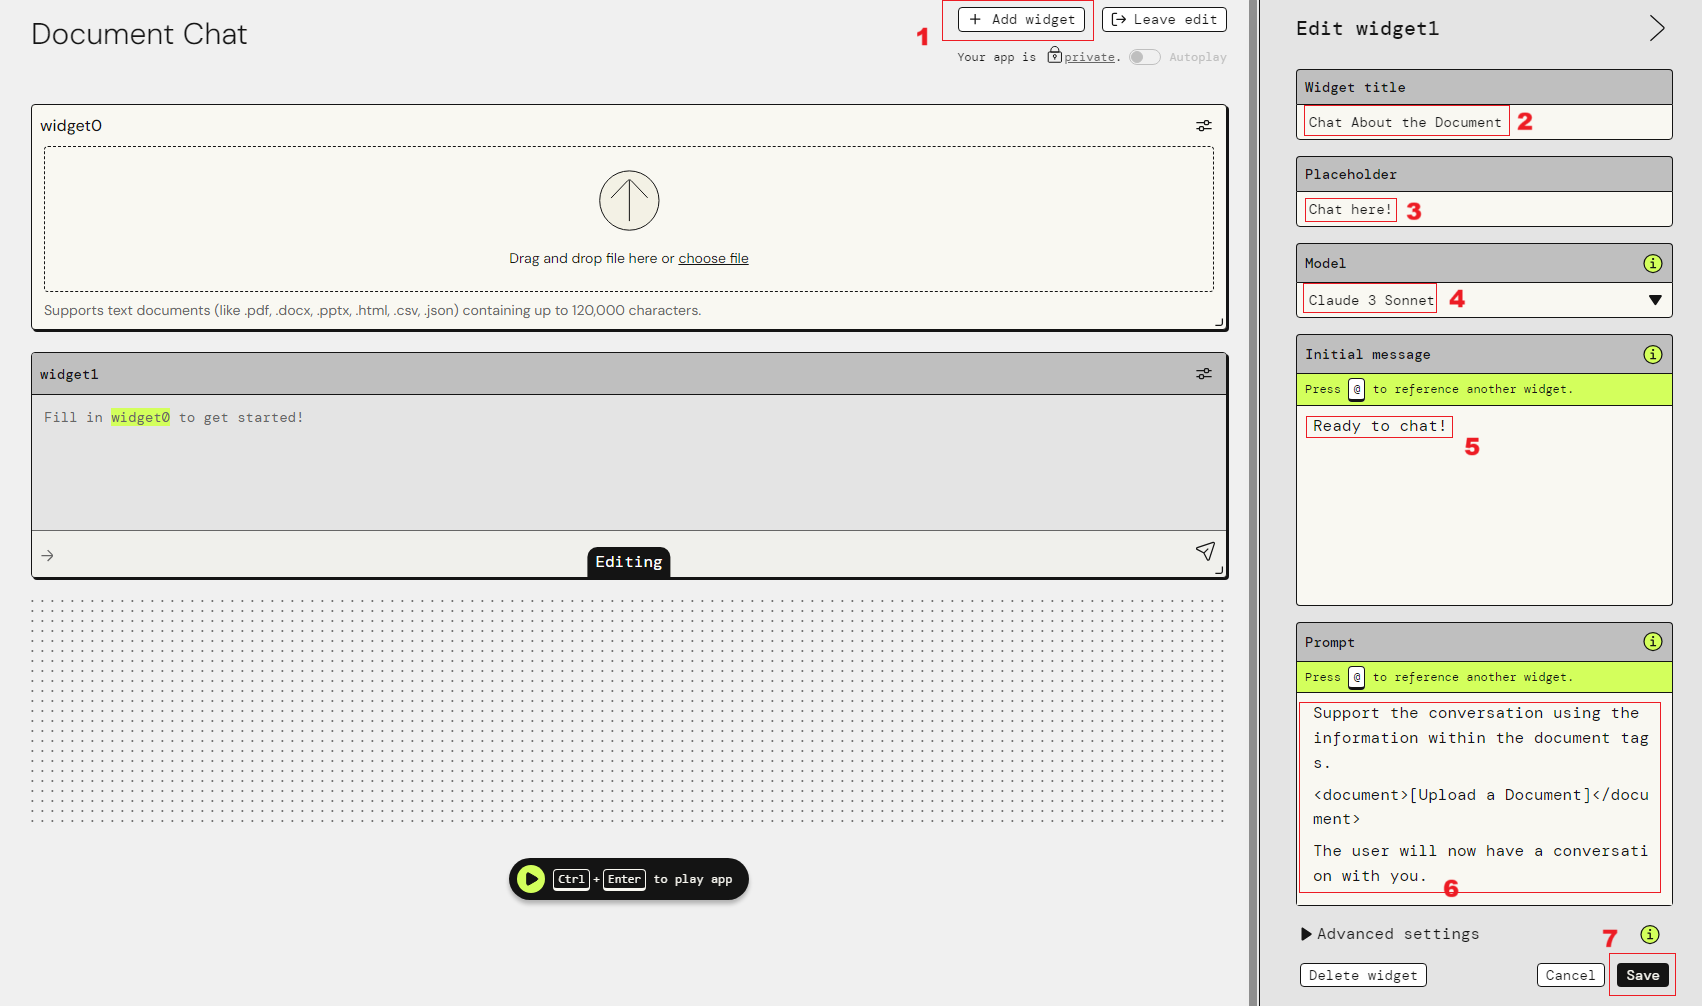 Document Chat
1
+ Add widget
Leave edit
Your app is private.
Autoplay
widget0
Drag and drop file here or choose file
Supports text documents (like .pdf, .docx, .pptx, .html, .csv, .json) containing up to 120,000 characters.
widget1
Fill in widget0 to get started!
Editing
Ctrl + Enter to play app
Edit widget1
Widget title
Chat About the Document
2
Placeholder
Chat here!
3
Model
i
Claude 3 Sonnet
4
Initial message
i
Press @ to reference another widget.
Ready to chat!
5
Prompt
i
Press @ to reference another widget.
Support the conversation using the
information within the document tag
s.
<document>[Upload a Document]</docu
ment>
The user will now have a conversati
on with you.
6
Advanced settings
7
i
Delete widget
Cancel
Save